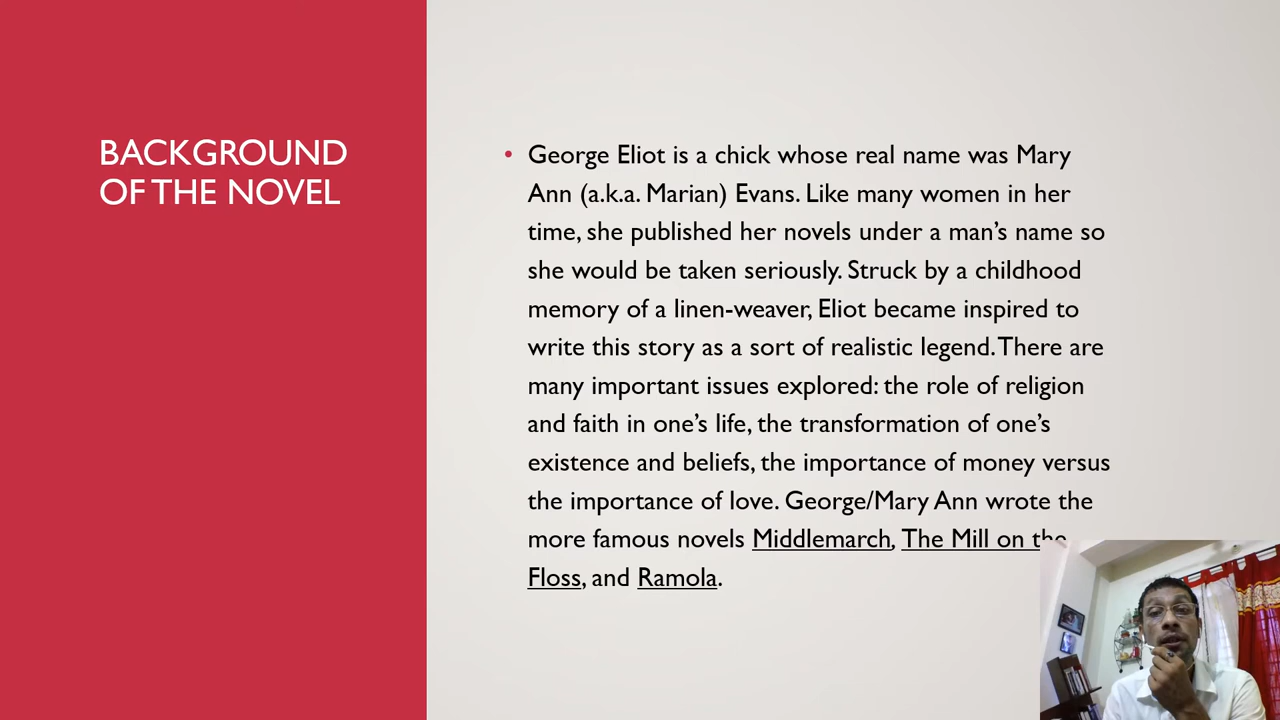 BACKGROUND
OF THE NOVEL
• George Eliot is a chick whose real name was Mary
Ann (a.k.a. Marian) Evans. Like many women in her
time, she published her novels under a man’s name so
she would be taken seriously. Struck by a childhood
memory of a linen-weaver, Eliot became inspired to
write this story as a sort of realistic legend. There are
many important issues explored: the role of religion
and faith in one’s life, the transformation of one’s
existence and beliefs, the importance of money versus
the importance of love. George/Mary Ann wrote the
more famous novels Middlemarch, The Mill on the
Floss, and Ramola.